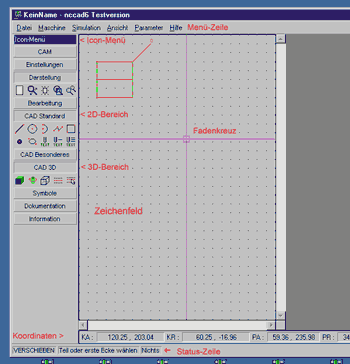 KeinName - nccad6 Testversion
Datei Maschine Simulation Ansicht Parameter Hilfe Menü-Zeile
Icon-Menü
< Icon-Menü
CAM
Einstellungen
Darstellung
Bearbeitung
CAD Standard
< 2D-Bereich
Fadenkreuz
TEXT TEXT
CAD Besonderes
< 3D-Bereich
CAD 3D
Symbole
Zeichenfeld
Dokumentation
Information
Koordinaten >
KA : 120.25 , 203.04 KR : 60.25 , -16.96 PA : 59.36 , 235.98 PR : 34
VERSCHIEBEN Teil oder erste Ecke wählen Nichts
Status-Zeile